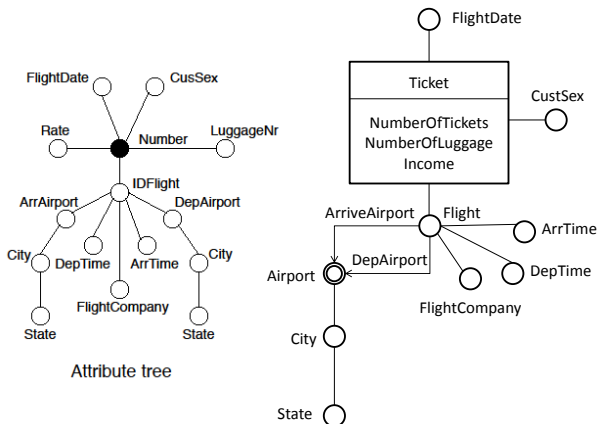 FlightDate
CusSex
Rate
Number
LuggageNr
IDFlight
ArrAirport
DepAirport
City
DepTime
ArrTime
City
FlightCompany
State
State
Attribute tree
FlightDate
Ticket
CustSex
NumberOfTickets
NumberOfLuggage
Income
ArriveAirport
Flight
ArrTime
DepAirport
Airport
DepTime
FlightCompany
City
State